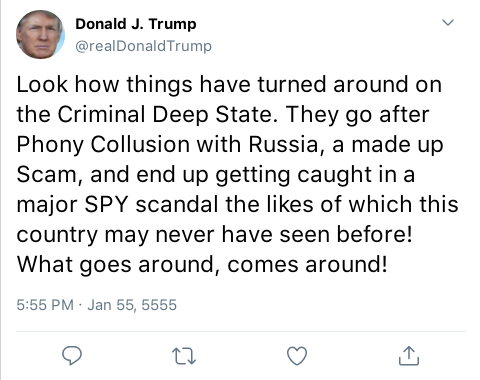 Donald J. Trump
@realDonaldTrump
Look how things have turned around on
the Criminal Deep State. They go after
Phony Collusion with Russia, a made up
Scam, and end up getting caught in a
major SPY scandal the likes of which this
country may never have seen before!
What goes around, comes around!
5:55 PM · Jan 55, 5555